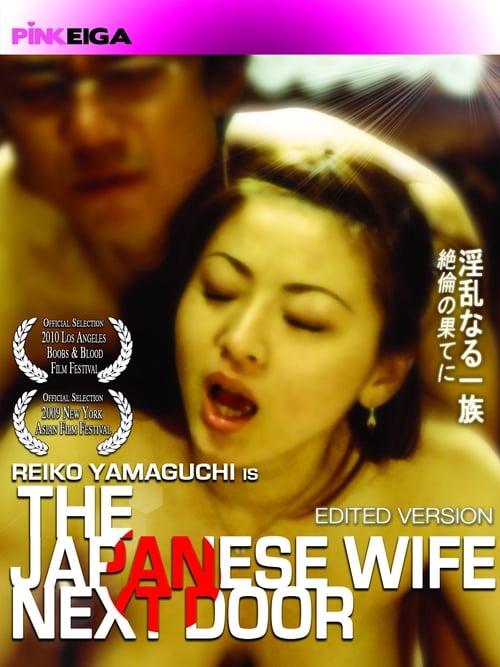 PINKEIGA
淫乱なる一族
絶倫の果てに
OFFICIAL SELECTION
2010 LOS ANGELES
BOOBS & BLOOD
FILM FESTIVAL
OFFICIAL SELECTION
2009 NEW YORK
ASIAN FILM FESTIVAL
REIKO YAMAGUCHI IS
EDITED VERSION
THE
JAPANESE WIFE
NEXT DOOR